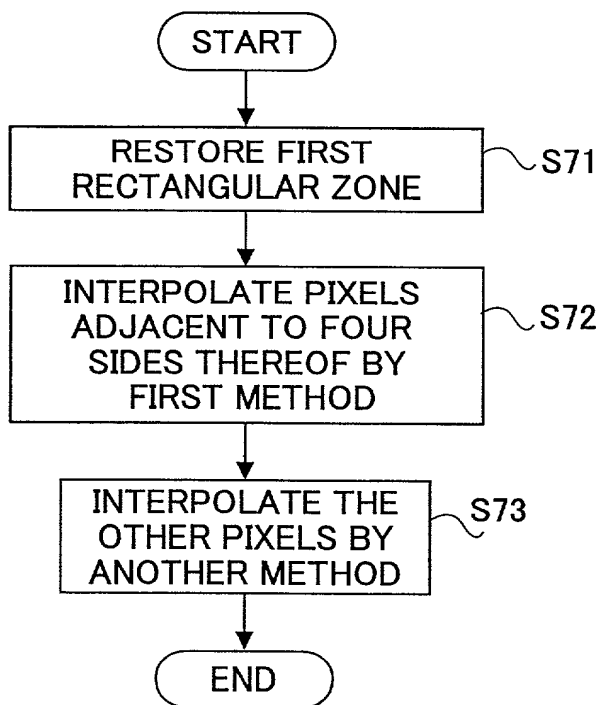 START
RESTORE FIRST
RECTANGULAR ZONE
S71
INTERPOLATE PIXELS
ADJACENT TO FOUR
SIDES THEREOF BY
FIRST METHOD
S72
INTERPOLATE THE
OTHER PIXELS BY
ANOTHER METHOD
S73
END